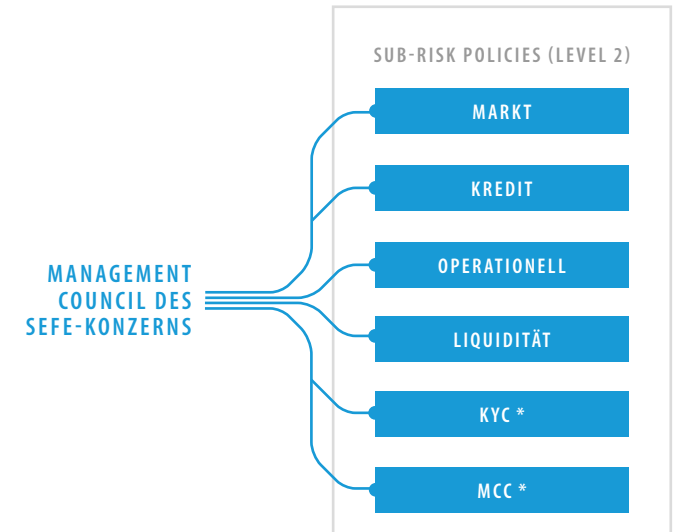 SUB-RISK POLICIES (LEVEL 2)
MARKT
KREDIT
OPERATIONELL
LIQUIDITÄT
KYC *
MCC *
MANAGEMENT
COUNCIL DES
SEFE-KONZERNS